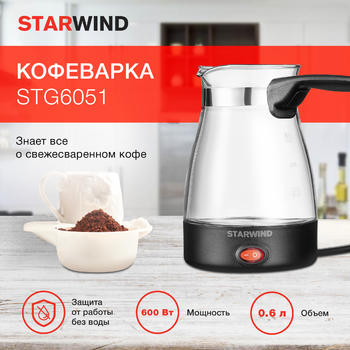 STARWIND
КОФЕВАРКА
STG6051
Знает все
о свежесваренном кофе
STARWIND
Защита
от работы
без воды
600 Вт
Мощность
0.6 л
Объем